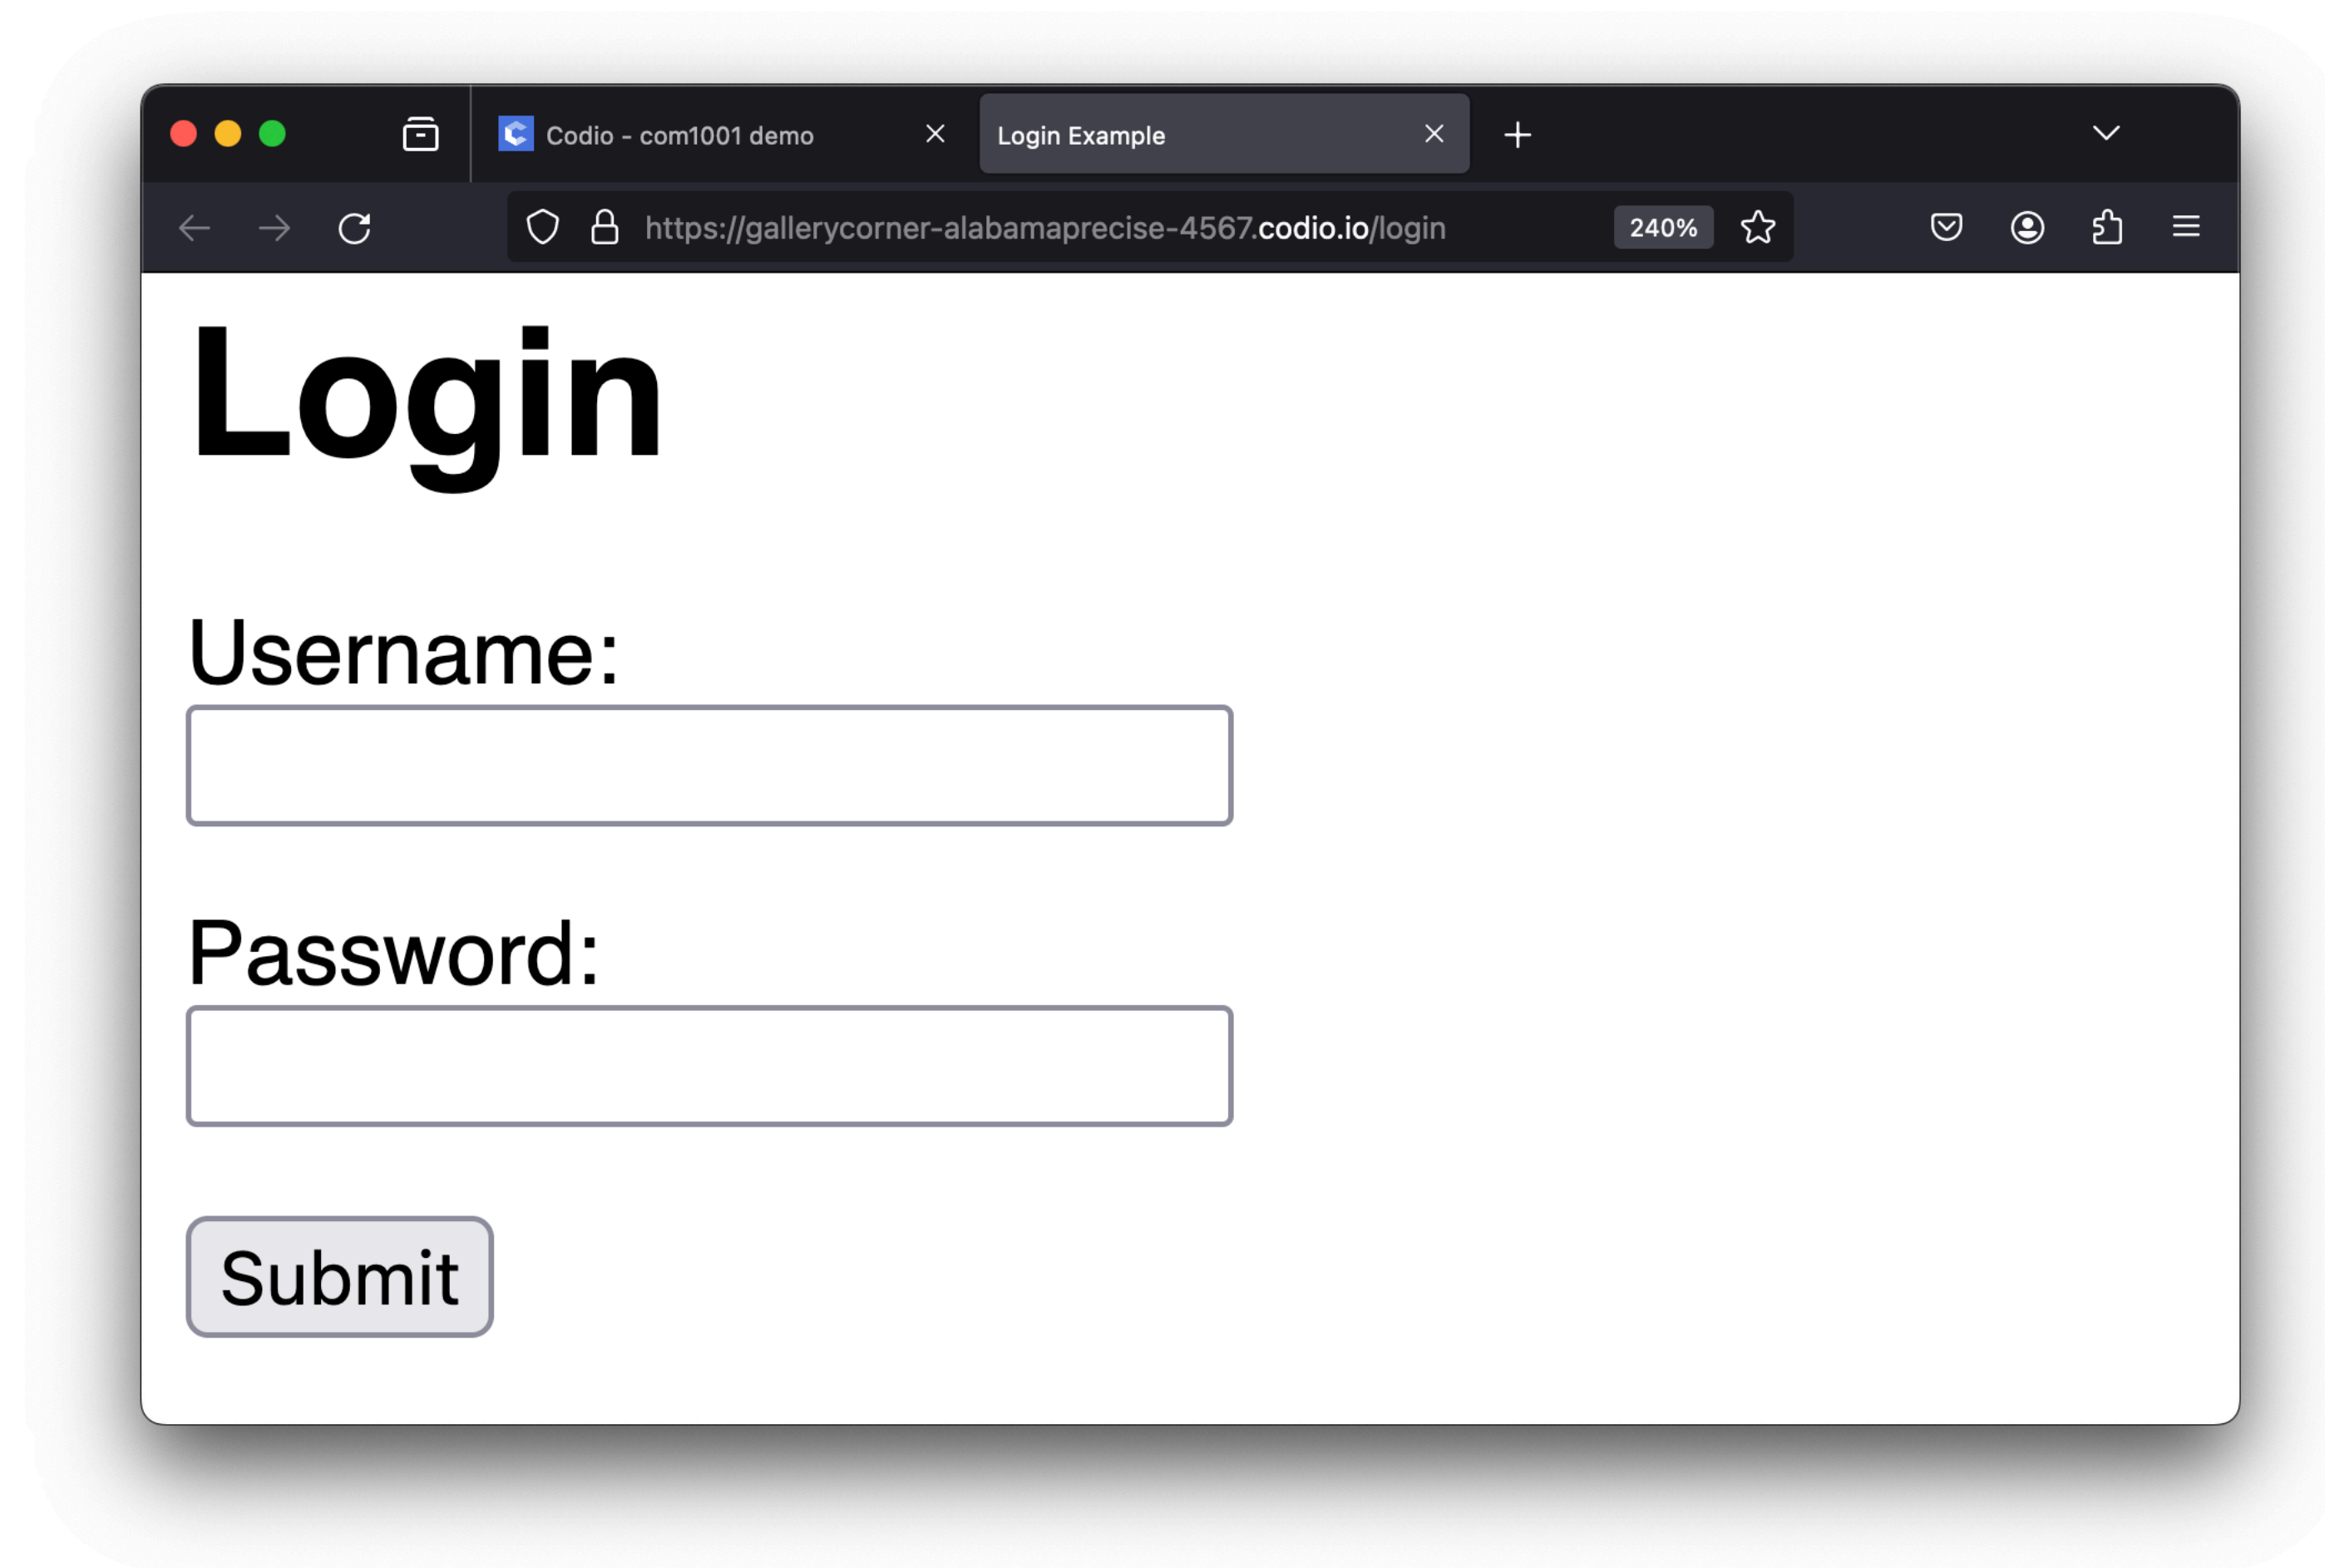 Codio - com1001 demo
Login Example
https://gallerycorner-alabamaprecise-4567.codio.io/login
240%
Login
Username:
Password:
Submit